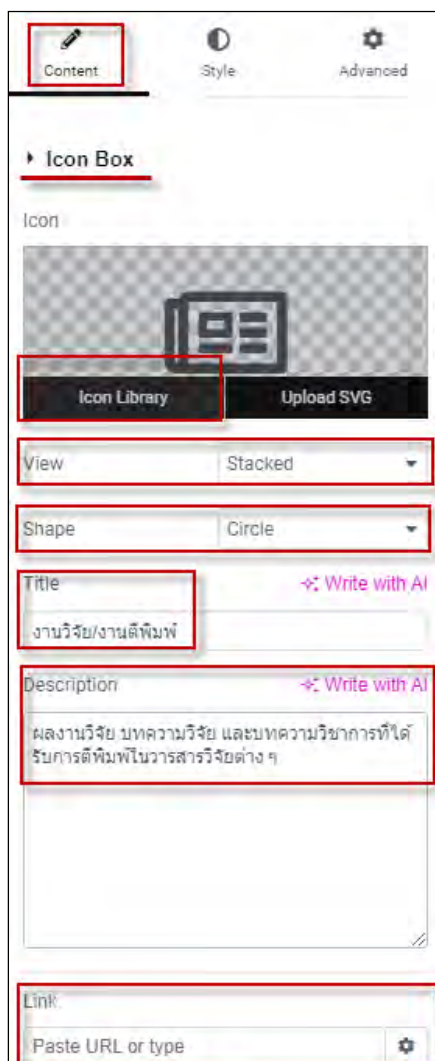 Content Style Advanced
Icon Box
Icon
Icon Library Upload SVG
View Stacked
Shape Circle
Title Write with AI
งานวิจัย/งานตีพิมพ์
Description Write with AI
ผลงานวิจัย บทความวิจัย และบทความวิชาการที่ได้
รับการตีพิมพ์ในวารสารวิจัยต่าง ๆ
Link
Paste URL or type